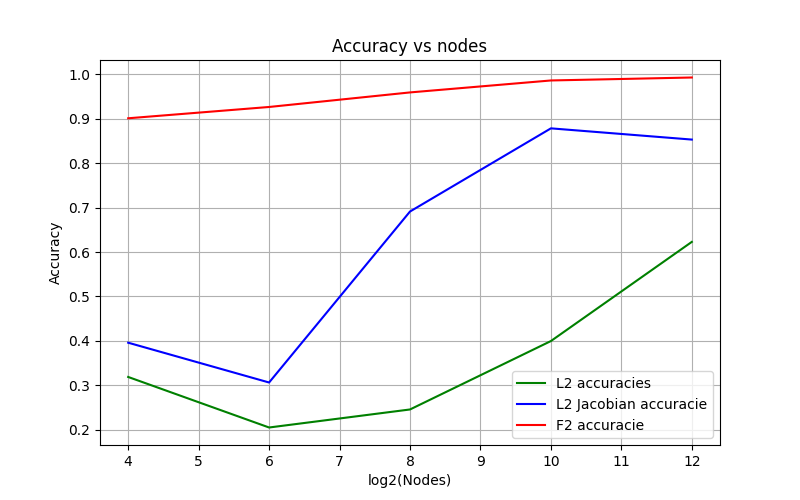 Accuracy vs nodes
1.0
0.9
0.8
0.7
0.6
0.5
0.4
0.3
0.2
Accuracy
L2 accuracies
L2 Jacobian accuracie
F2 accuracie
4 5 6 7 8 9 10 11 12
log2(Nodes)